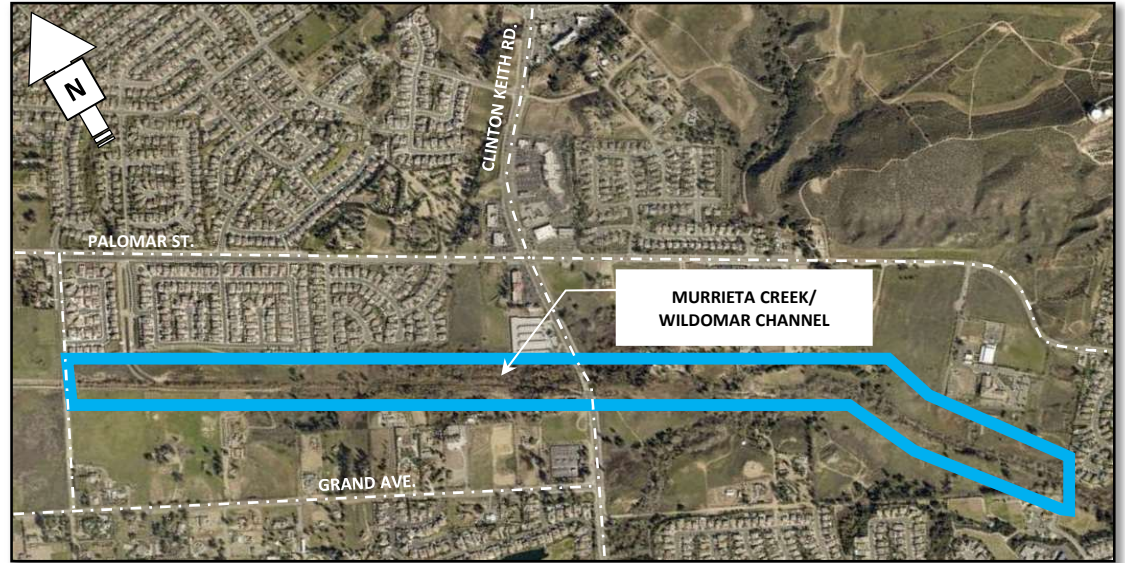 N
CLINTON KEITH RD.
PALOMAR ST.
MURRIETA CREEK/
WILDOMAR CHANNEL
GRAND AVE.